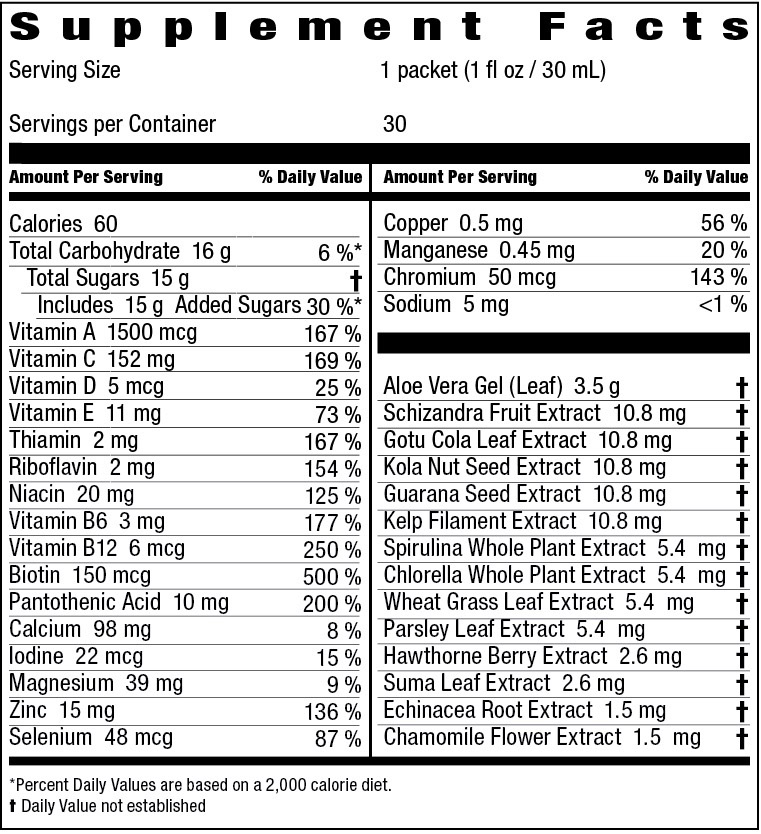 Supplement Facts
Serving Size 1 packet (1 fl oz / 30 mL)
Servings per Container 30
Amount Per Serving % Daily Value
Calories 60
Total Carbohydrate 16 g 6 %*
Total Sugars 15 g †
Includes 15 g Added Sugars 30 %*
Vitamin A 1500 mcg 167 %
Vitamin C 152 mg 169 %
Vitamin D 5 mcg 25 %
Vitamin E 11 mg 73 %
Thiamin 2 mg 167 %
Riboflavin 2 mg 154 %
Niacin 20 mg 125 %
Vitamin B6 3 mg 177 %
Vitamin B12 6 mcg 250 %
Biotin 150 mcg 500 %
Pantothenic Acid 10 mg 200 %
Calcium 98 mg 8 %
Iodine 22 mcg 15 %
Magnesium 39 mg 9 %
Zinc 15 mg 136 %
Selenium 48 mcg 87 %
Amount Per Serving % Daily Value
Copper 0.5 mg 56 %
Manganese 0.45 mg 20 %
Chromium 50 mcg 143 %
Sodium 5 mg <1 %
Aloe Vera Gel (Leaf) 3.5 g †
Schizandra Fruit Extract 10.8 mg †
Gotu Cola Leaf Extract 10.8 mg †
Kola Nut Seed Extract 10.8 mg †
Guarana Seed Extract 10.8 mg †
Kelp Filament Extract 10.8 mg †
Spirulina Whole Plant Extract 5.4 mg †
Chlorella Whole Plant Extract 5.4 mg †
Wheat Grass Leaf Extract 5.4 mg †
Parsley Leaf Extract 5.4 mg †
Hawthorne Berry Extract 2.6 mg †
Suma Leaf Extract 2.6 mg †
Echinacea Root Extract 1.5 mg †
Chamomile Flower Extract 1.5 mg †
*Percent Daily Values are based on a 2,000 calorie diet.
† Daily Value not established